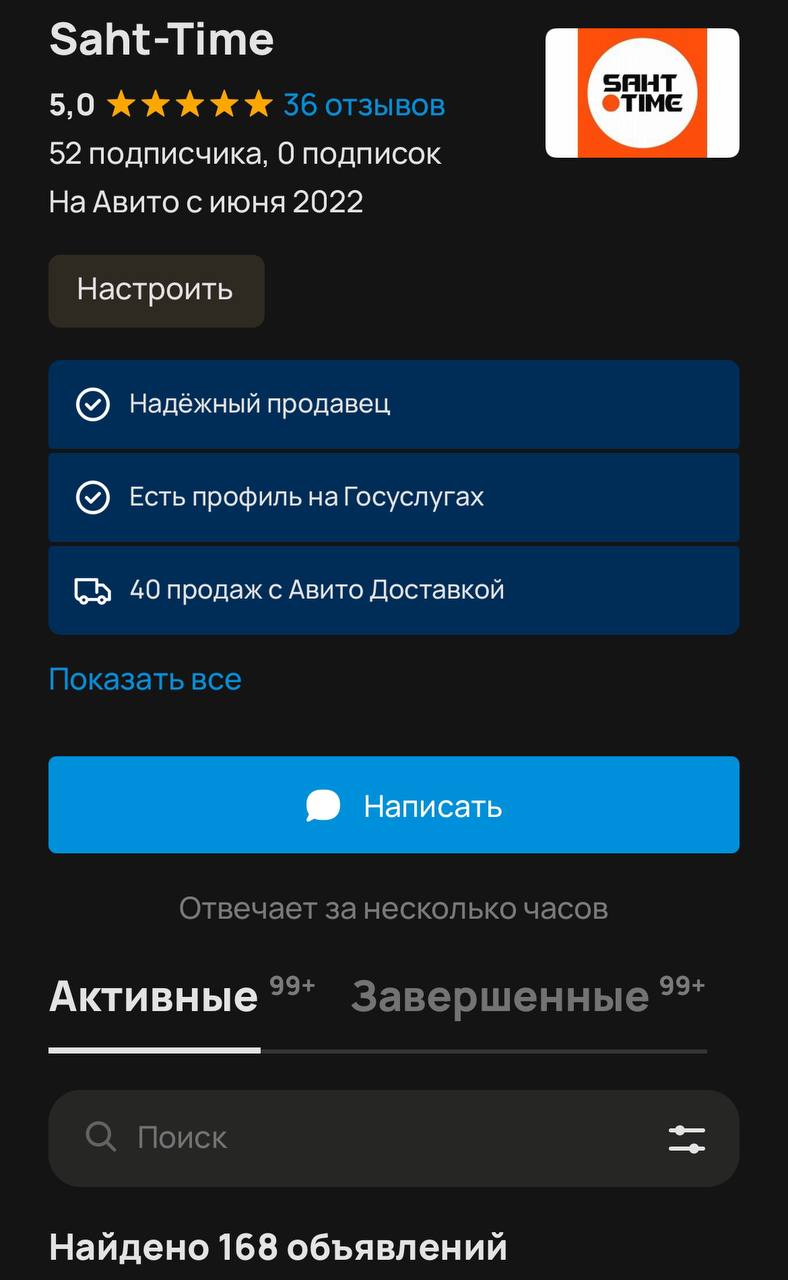 Saht-Time
SAHT
TIME
5,0 36 отзывов
52 подписчика, 0 подписок
На Авито с июня 2022
Настроить
Надёжный продавец
Есть профиль на Госуслугах
40 продаж с Авито Доставкой
Показать все
Написать
Отвечает за несколько часов
Активные 99+ Завершенные 99+
Поиск
Найдено 168 объявлений